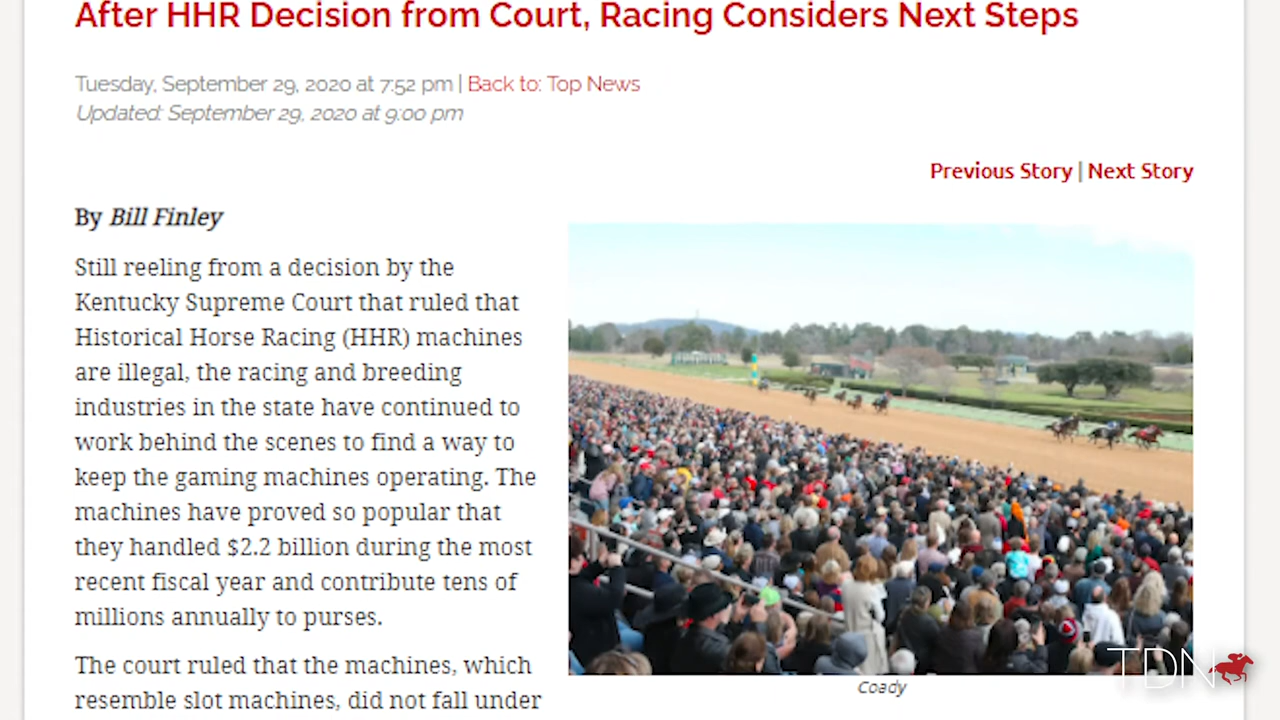 After HHR Decision from Court, Racing Considers Next Steps
Tuesday, September 29, 2020 at 7:52 pm | Back to: Top News
Updated: September 29, 2020 at 9:00 pm
Previous Story | Next Story
By Bill Finley
Still reeling from a decision by the
Kentucky Supreme Court that ruled that
Historical Horse Racing (HHR) machines
are illegal, the racing and breeding
industries in the state have continued to
work behind the scenes to find a way to
keep the gaming machines operating. The
machines have proved so popular that
they handled $2.2 billion during the most
recent fiscal year and contribute tens of
millions annually to purses.
The court ruled that the machines, which
resemble slot machines, did not fall under
Coady
TDN